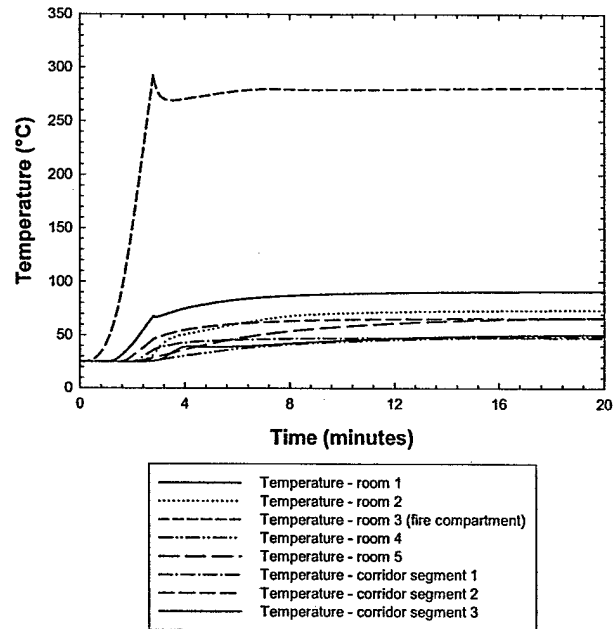 350
300
250
200
150
100
50
0
Temperature (°C)
0 4 8 12 16 20
Time (minutes)
Temperature - room 1
Temperature - room 2
Temperature - room 3 (fire compartment)
Temperature - room 4
Temperature - room 5
Temperature - corridor segment 1
Temperature - corridor segment 2
Temperature - corridor segment 3